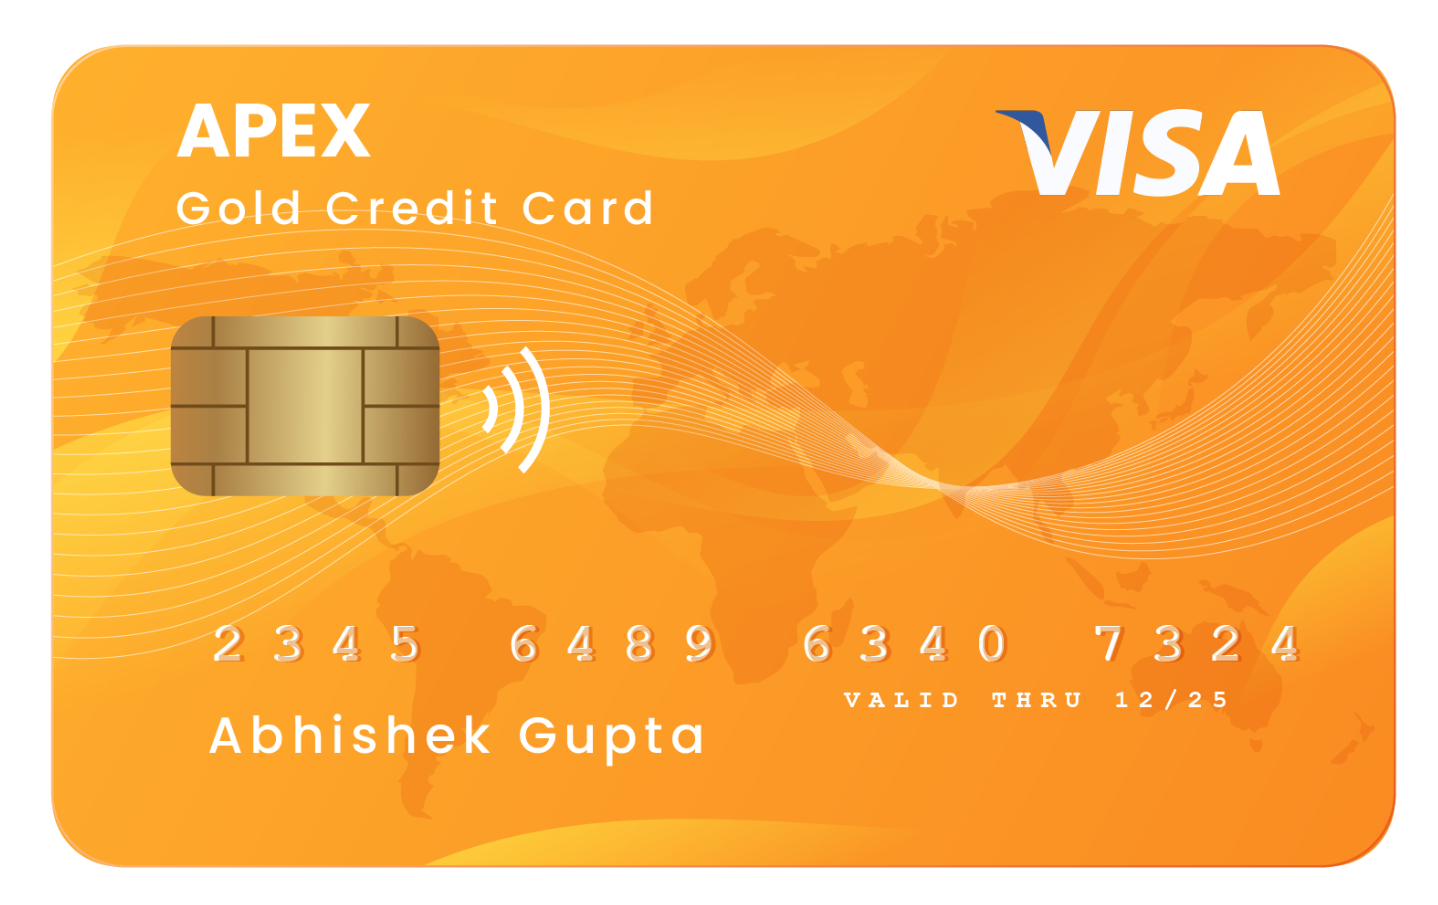 APEX
VISA
Gold Credit Card
2345 6489 6340 7324
VALID THRU 12/25
Abhishek Gupta